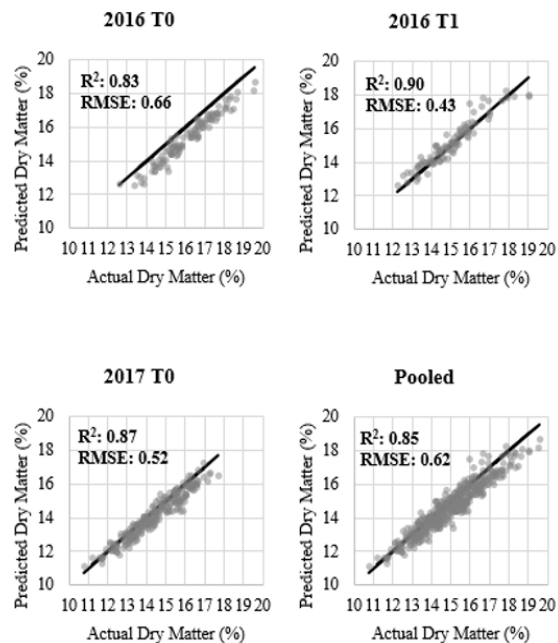 2016 T0
R²: 0.83
RMSE: 0.66
Predicted Dry Matter (%)
20
18
16
14
12
10
10 11 12 13 14 15 16 17 18 19 20
Actual Dry Matter (%)
2016 T1
R²: 0.90
RMSE: 0.43
Predicted Dry Matter (%)
20
18
16
14
12
10
10 11 12 13 14 15 16 17 18 19 20
Actual Dry Matter (%)
2017 T0
R²: 0.87
RMSE: 0.52
Predicted Dry Matter (%)
20
18
16
14
12
10
10 11 12 13 14 15 16 17 18 19 20
Actual Dry Matter (%)
Pooled
R²: 0.85
RMSE: 0.62
Predicted Dry Matter (%)
20
18
16
14
12
10
10 11 12 13 14 15 16 17 18 19 20
Actual Dry Matter (%)